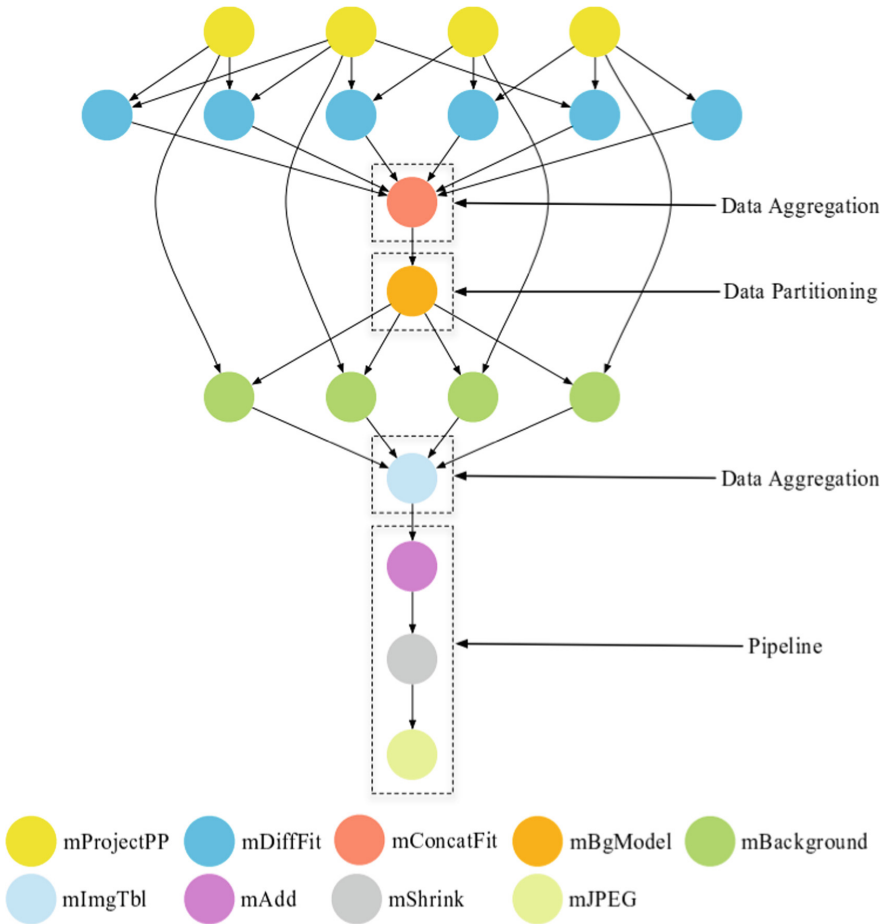 Data Aggregation
Data Partitioning
Data Aggregation
Pipeline
mProjectPP mDiffFit mConcatFit mBgModel mBackground
mImgTbl mAdd mShrink mJPEG